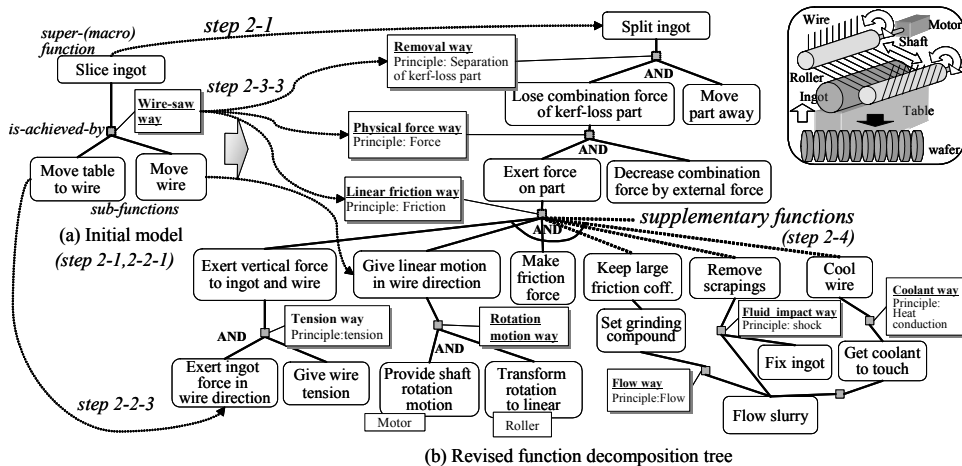 super-(macro)
function
step 2-1
Slice ingot
Split ingot
Removal way
Principle: Separation
of kerf-loss part
AND
step 2-3-3
Wire-saw
way
is-achieved-by
Lose combination force
of kerf-loss part
Move
part away
Physical force way
Principle: Force
AND
Move table
to wire
Move
wire
sub-functions
Exert force
on part
Decrease combination
force by external force
Linear friction way
Principle: Friction
AND
supplementary functions
(step 2-4)
(a) Initial model
(step 2-1,2-2-1)
Exert vertical force
to ingot and wire
Give linear motion
in wire direction
Make
friction
force
Keep large
friction coff.
Remove
scrapings
Cool
wire
Coolant way
Principle:
Heat
conduction
Tension way
Principle:tension
AND
Rotation
motion way
AND
Set grinding
compound
Fluid impact way
Principle: shock
Fix ingot
Get coolant
to touch
Exert ingot
force in
wire direction
Give wire
tension
Provide shaft
rotation
motion
Motor
Transform
rotation
to linear
Roller
Flow way
Principle:Flow
Flow slurry
step 2-2-3
(b) Revised function decomposition tree
Wire
Motor
Shaft
Roller
Ingot
Table
wafer